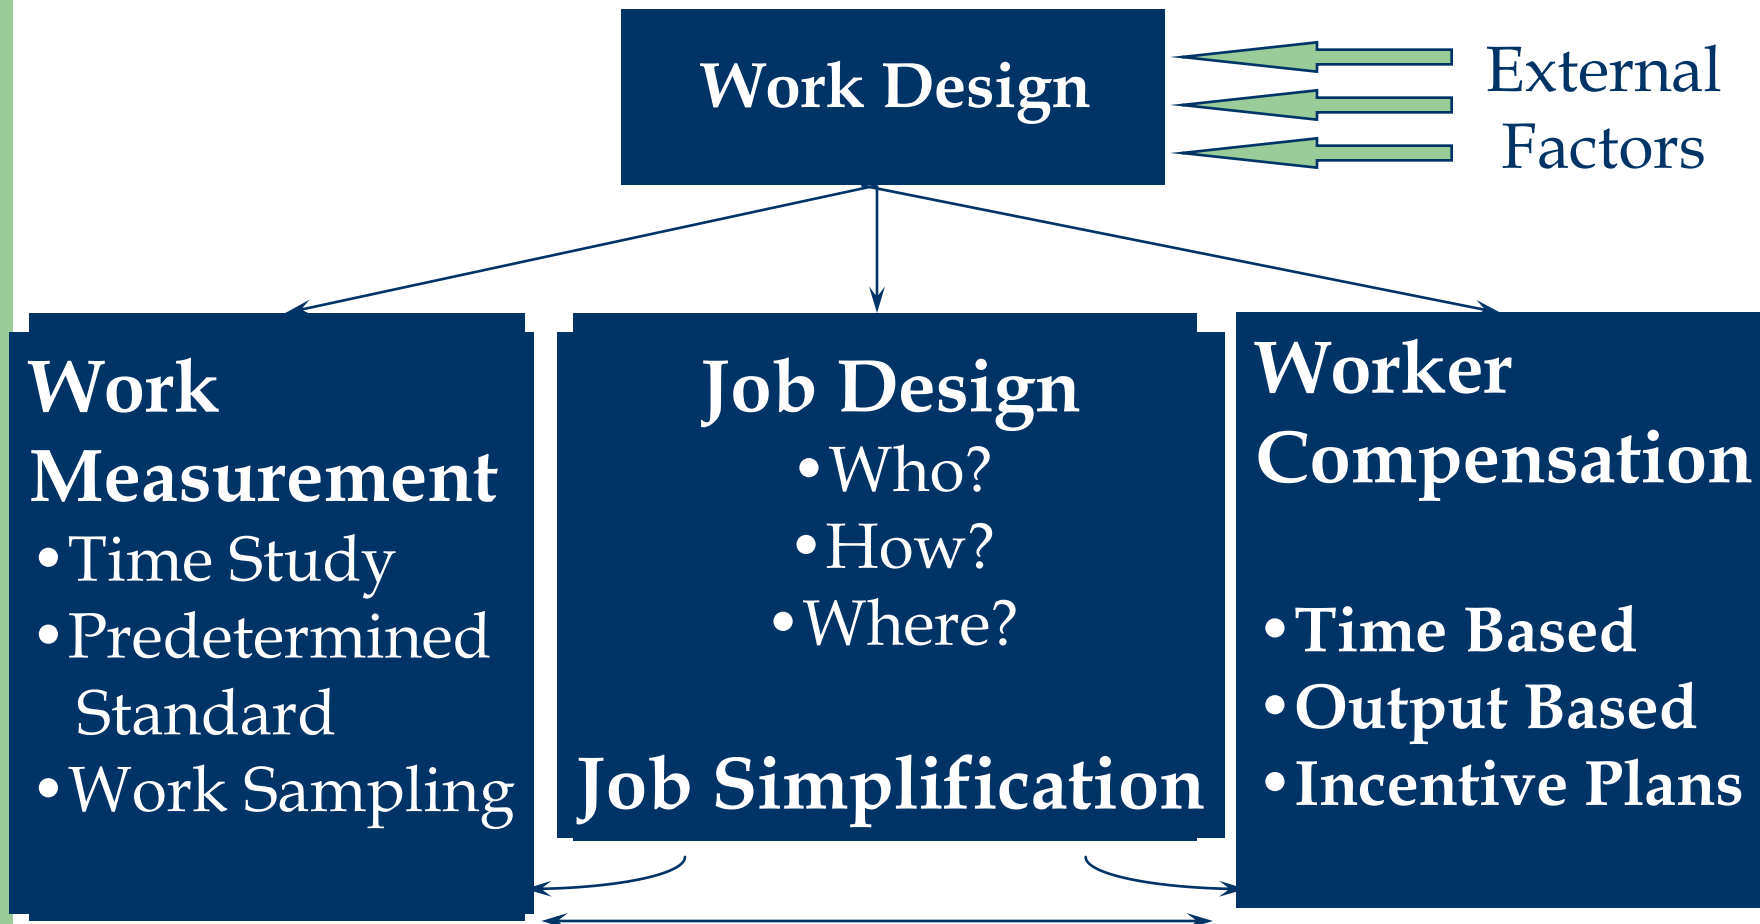 Work Design
External
Factors
Work
Measurement
•Time Study
•Predetermined
Standard
•Work Sampling
Job Design
•Who?
•How?
•Where?
Job Simplification
Worker
Compensation
•Time Based
•Output Based
•Incentive Plans